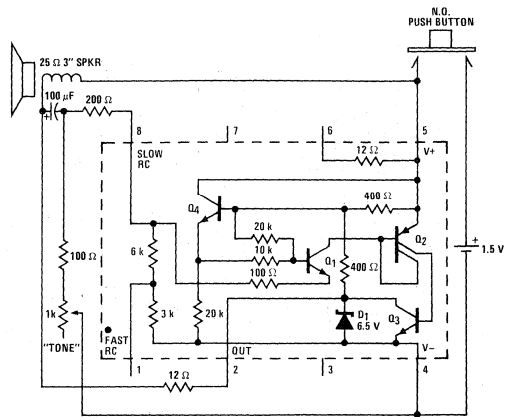 N.O.
PUSH BUTTON
25 Ω 3" SPKR
100 µF
+
200 Ω
8
7
6
5
SLOW
RC
12 Ω
V+
Q4
400 Ω
20 k
Q2
6 k
10 k
Q1
+
1.5 V
100 Ω
100 Ω
400 Ω
1k
3 k
20 k
D1
6.5 V
Q3
"TONE"
FAST
RC
OUT
V−
1
2
3
4
12 Ω